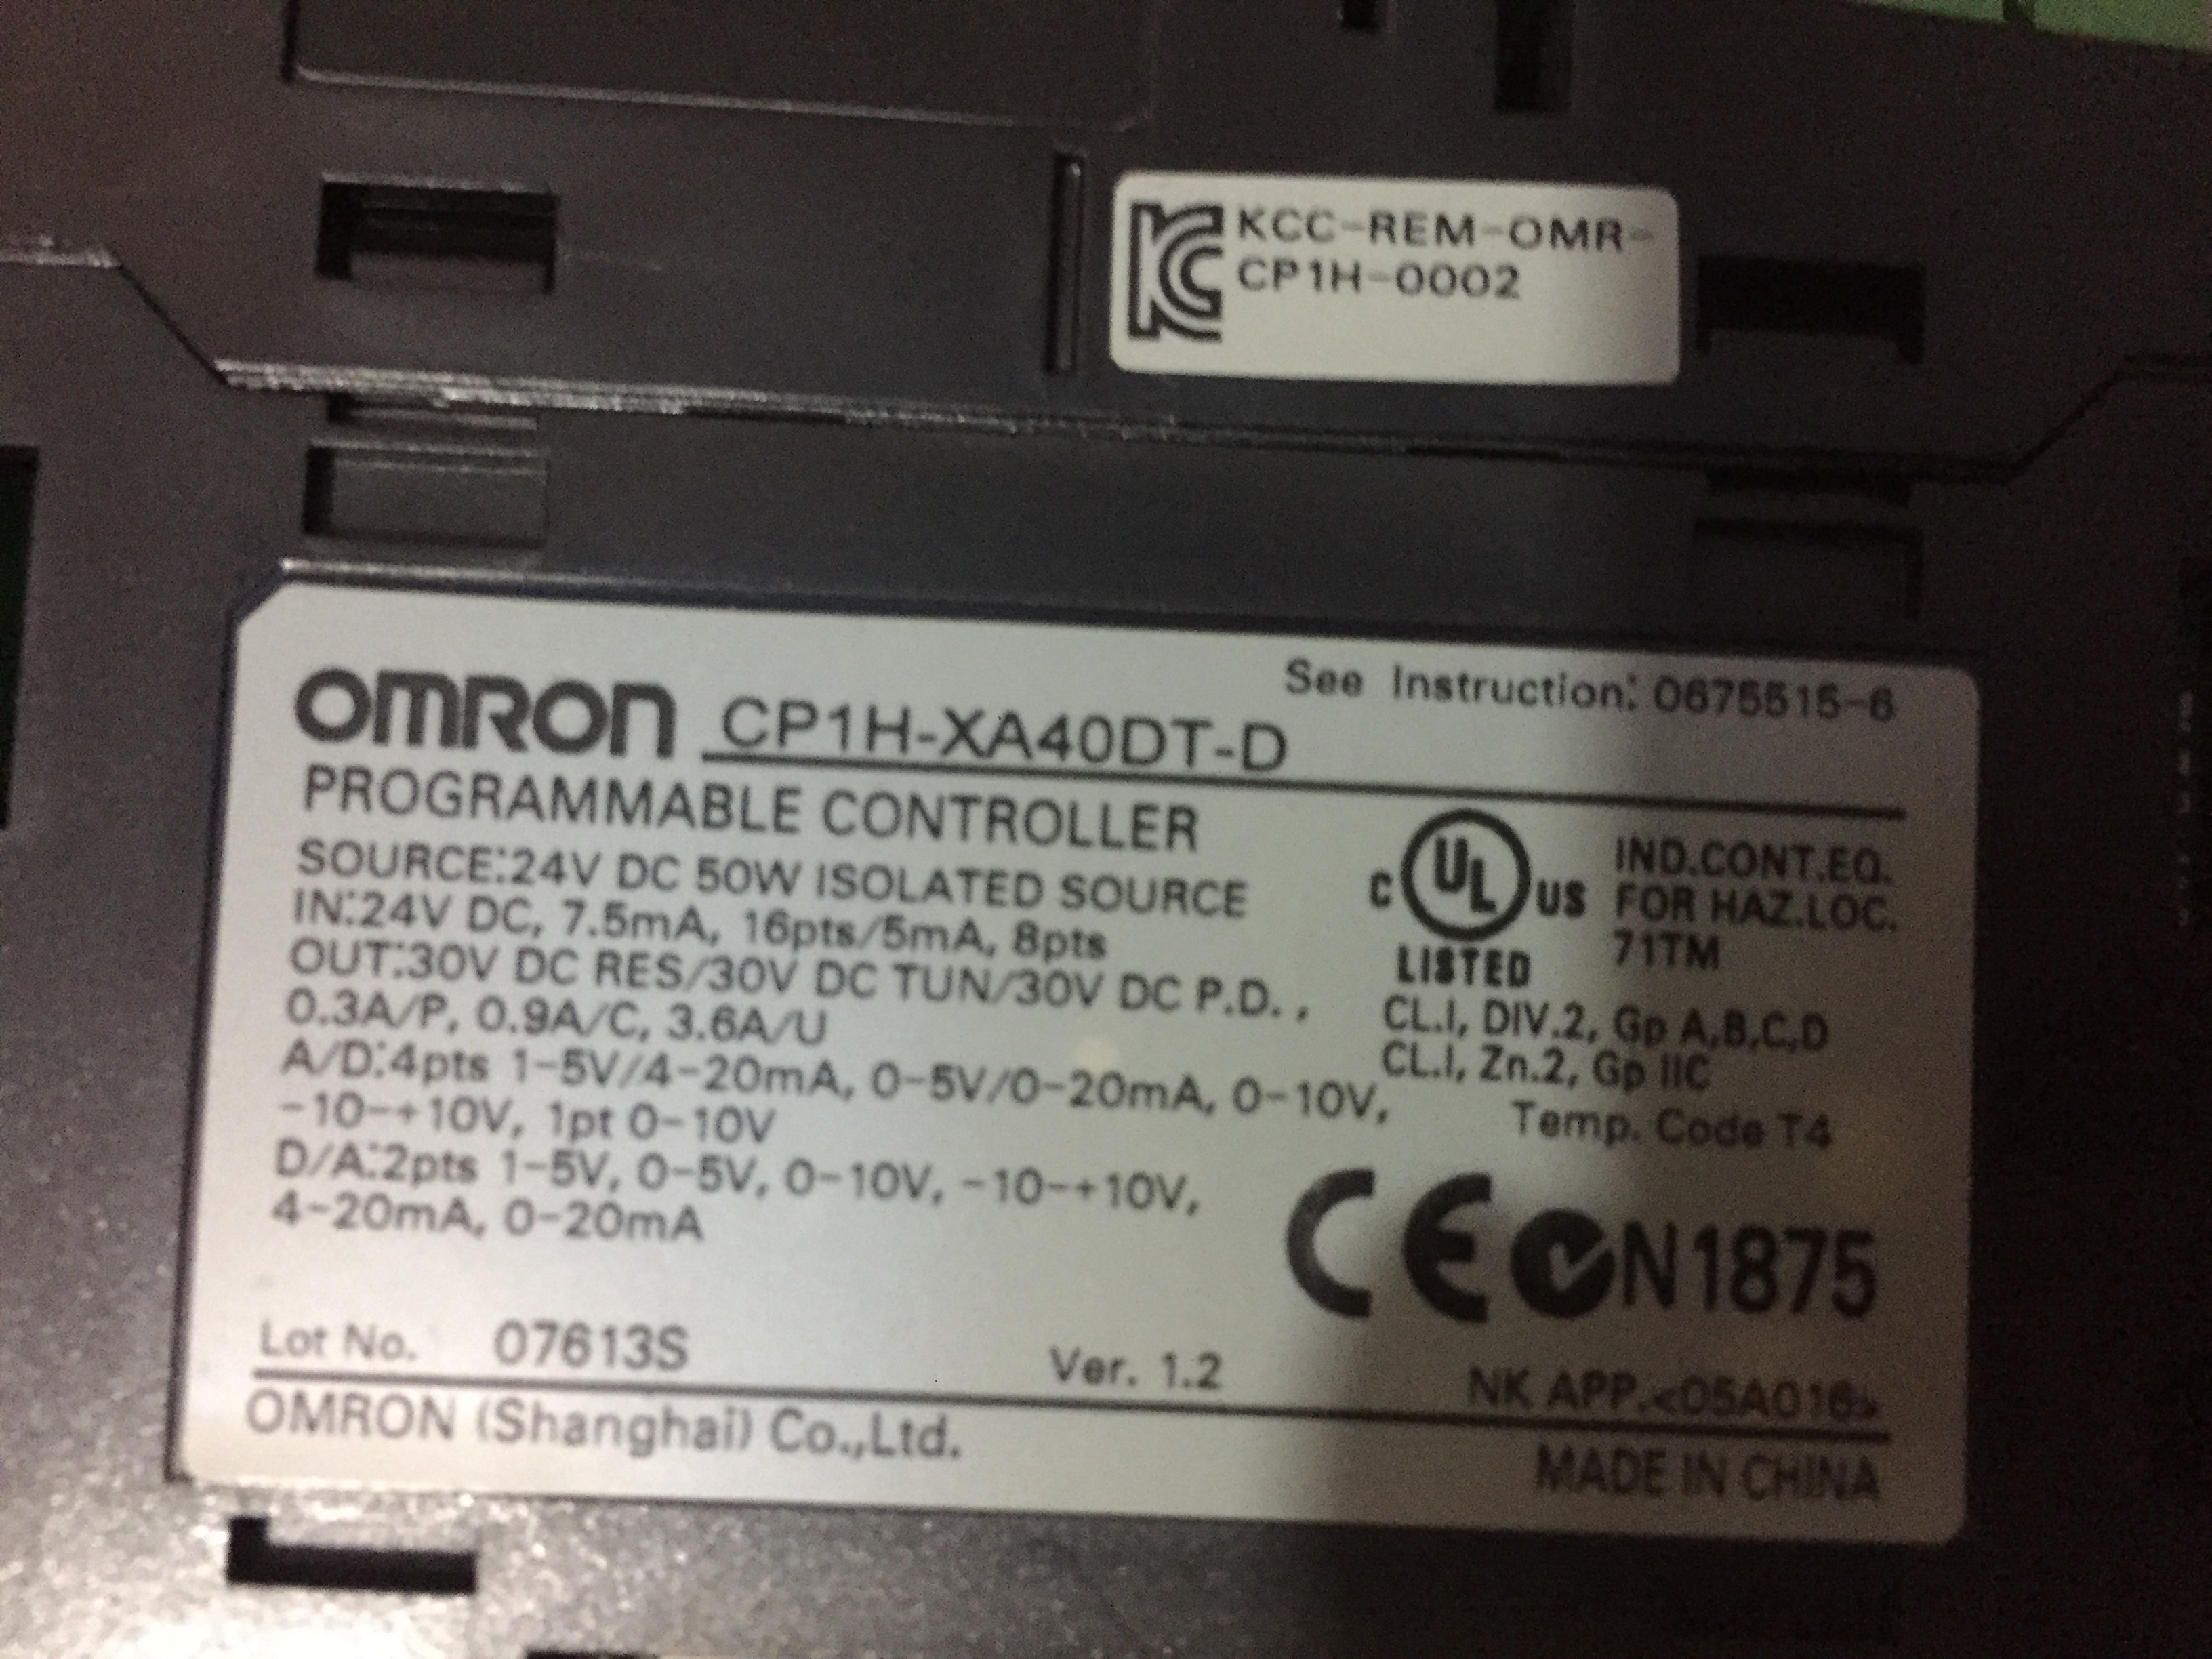 KCC-REM-OMR-
CP1H-0002
See Instruction: 0675515-6
OMRON CP1H-XA40DT-D
PROGRAMMABLE CONTROLLER
SOURCE:24V DC 50W ISOLATED SOURCE
IN:24V DC, 7.5mA, 16pts/5mA, 8pts
OUT:30V DC RES/30V DC TUN/30V DC P.D. ,
0.3A/P, 0.9A/C, 3.6A/U
A/D:4pts 1-5V/4-20mA, 0-5V/0-20mA, 0-10V,
-10-+10V, 1pt 0-10V
D/A:2pts 1-5V, 0-5V, 0-10V, -10-+10V,
4-20mA, 0-20mA
C UL US
LISTED
IND.CONT.EQ.
FOR HAZ.LOC.
71TM
CL.I, DIV.2, Gp A,B,C,D
CL.I, Zn.2, Gp IIC
Temp. Code T4
CE N1875
Lot No. 07613S
Ver. 1.2
NK APP.<05A016>
OMRON (Shanghai) Co.,Ltd.
MADE IN CHINA